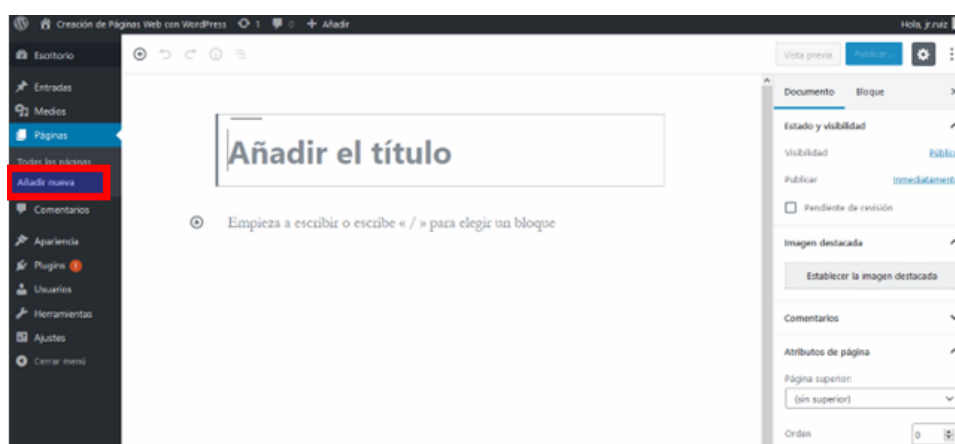 Creación de Páginas Web con WordPress 1 0 + Añadir Hola, jr.ruiz
Escritorio
Entradas
Medios
Páginas
Todas las páginas
Añadir nueva
Comentarios
Apariencia
Plugins 1
Usuarios
Herramientas
Ajustes
Cerrar menú
Añadir el título
Empieza a escribir o escribe « / » para elegir un bloque
Vista previa Publicar...
Documento Bloque
Estado y visibilidad
Visibilidad Público
Publicar Inmediatamente
Pendiente de revisión
Imagen destacada
Establecer la imagen destacada
Comentarios
Atributos de página
Página superior:
(sin superior)
Orden 0